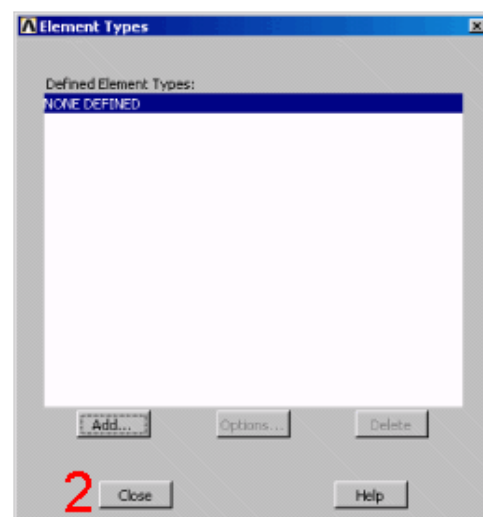 Element Types
Defined Element Types:
NONE DEFINED
Add... Options... Delete
2 Close Help